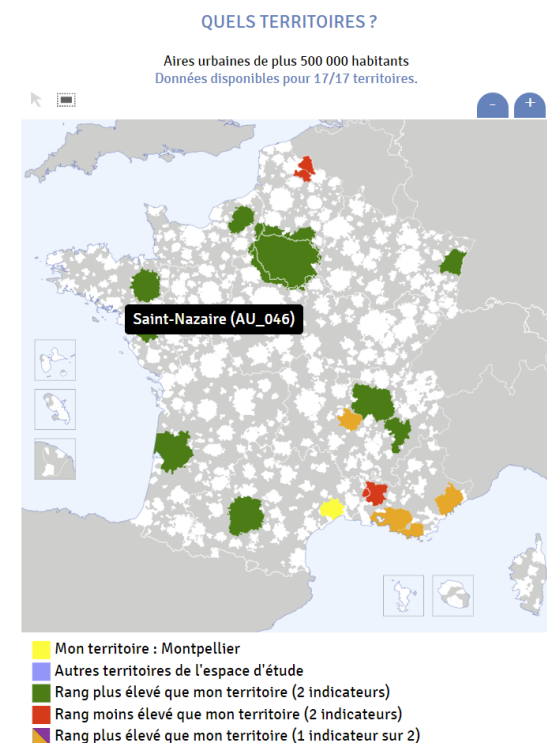 QUELS TERRITOIRES ?
Aires urbaines de plus 500 000 habitants
Données disponibles pour 17/17 territoires.
- +
Saint-Nazaire (AU_046)
Mon territoire : Montpellier
Autres territoires de l'espace d'étude
Rang plus élevé que mon territoire (2 indicateurs)
Rang moins élevé que mon territoire (2 indicateurs)
Rang plus élevé que mon territoire (1 indicateur sur 2)